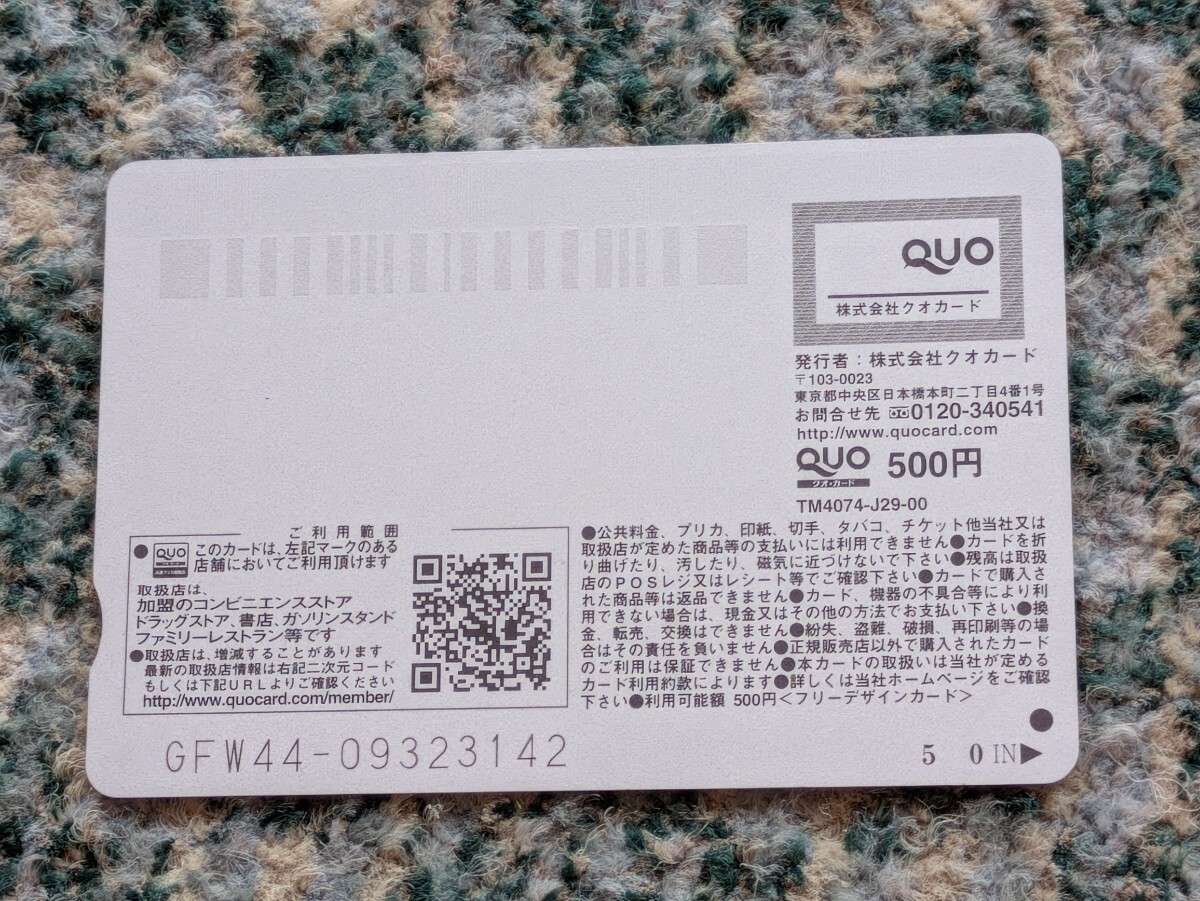 QUO
株式会社クオカード
発行者：株式会社クオカード
〒103-0023
東京都中央区日本橋本町二丁目4番1号
お問合せ先 0120-340541
http://www.quocard.com
QUO 500円
クオ・カード
TM4074-J29-00
ご利用範囲
●QUO このカードは、左記マークのある
店舗においてご利用頂けます
取扱店は、
加盟のコンビニエンスストア
ドラッグストア、書店、ガソリンスタンド
ファミリーレストラン等です
●取扱店は、増減することがあります
最新の取扱店情報は右記二次元コード
もしくは下記URLよりご確認ください
http://www.quocard.com/member/
●公共料金、プリカ、印紙、切手、タバコ、チケット他当社又は
取扱店が定めた商品等の支払いには利用できません●カードを折
り曲げたり、汚したり、磁気に近づけないで下さい●残高は取扱
店のPOSレジ又はレシート等でご確認下さい●カードで購入さ
れた商品等は返品できません●カード、機器の不具合等により利
用できない場合は、現金又はその他の方法でお支払い下さい●換
金、転売、交換はできません●紛失、盗難、破損、再印刷等の場
合はその責任を負いません●正規販売店以外で購入されたカード
のご利用は保証できません●本カードの取扱いは当社が定める
カード利用約款によります●詳しくは当社ホームページをご確認
下さい●利用可能額 500円＜フリーデザインカード＞
GFW44-09323142
5 0 IN▶